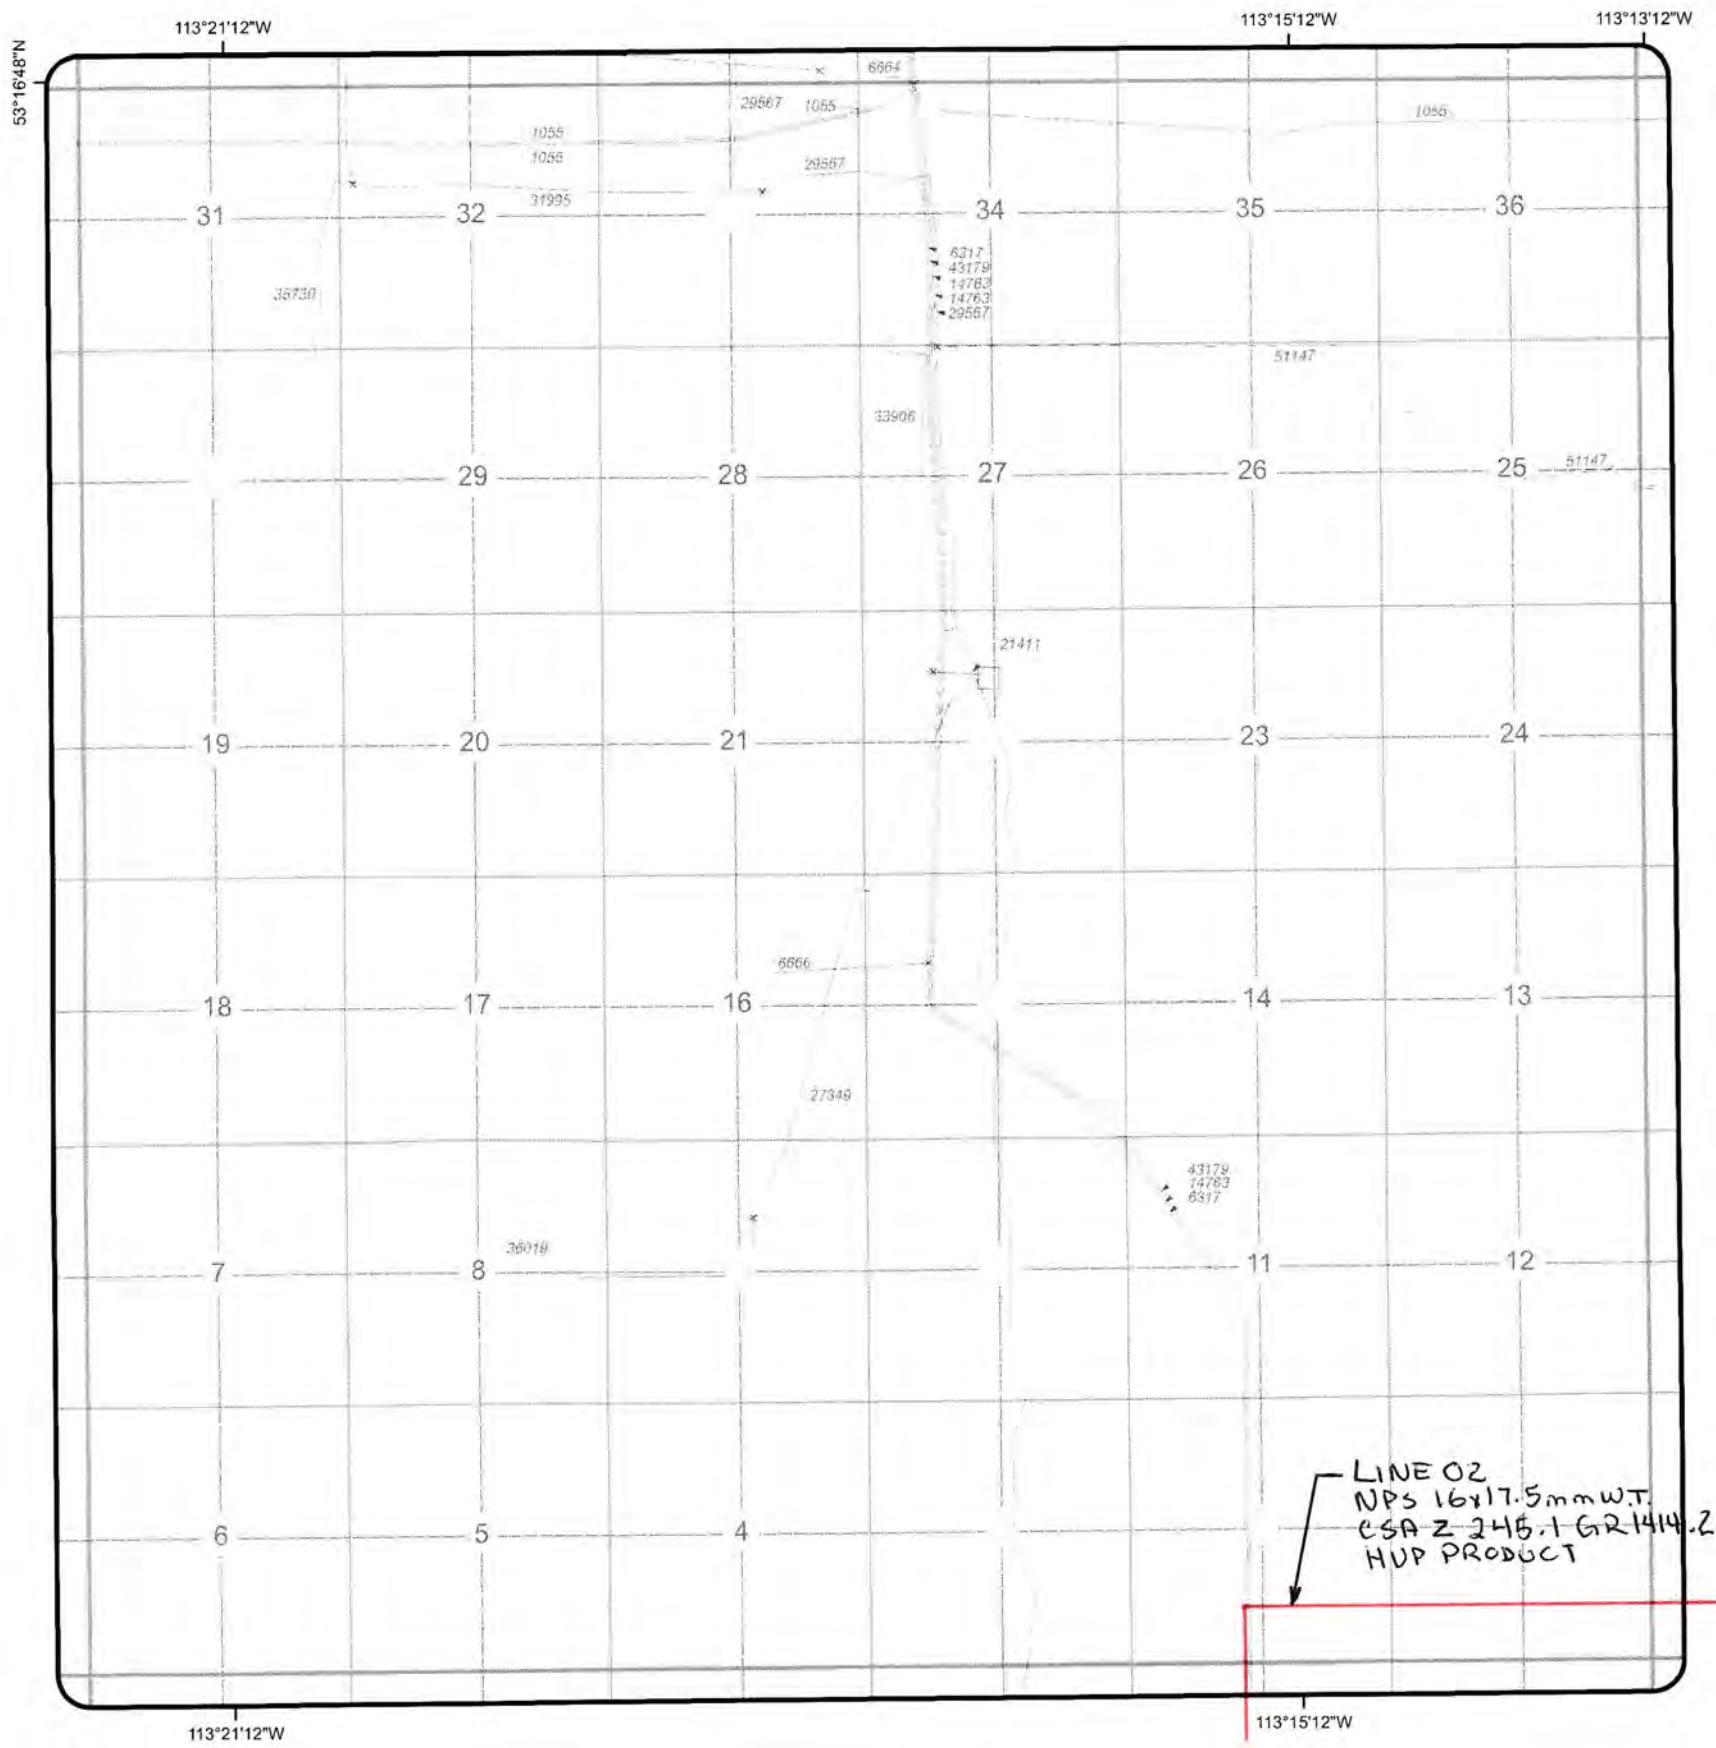 113°21'12"W
113°15'12"W
113°13'12"W
53°16'48"N
6664
29567 1055
1055
1055
1055
29567
31995
31 32 34 35 36
6317
43179
14763
14763
29567
35730
51147
33906
29 28 27 26 25 51147
21411
19 20 21 23 24
6666
18 17 16 14 13
27349
43179
14763
6317
36019
7 8 11 12
LINE 02
NPS 16x17.5mm W.T.
CSA Z 245.1 GR1414.2
HVP PRODUCT
6 5 4
113°21'12"W
113°15'12"W